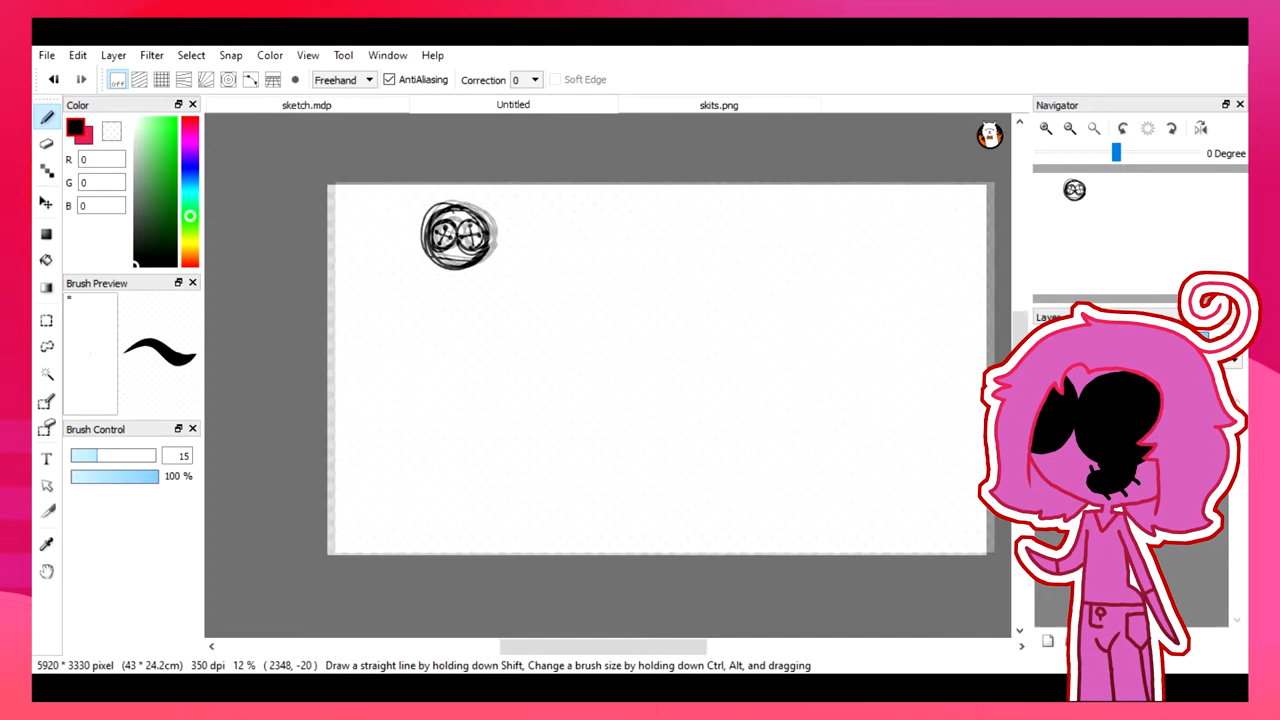 File Edit Layer Filter Select Snap Color View Tool Window Help
off Freehand AntiAliasing Correction 0 Soft Edge
Color sketch.mdp Untitled skits.png Navigator
R 0
G 0
B 0
0 Degree
Brush Preview
Brush Control
15
100 %
T
5920 * 3330 pixel (43 * 24.2cm) 350 dpi 12 % ( 2348, -20) Draw a straight line by holding down Shift, Change a brush size by holding down Ctrl, Alt, and dragging